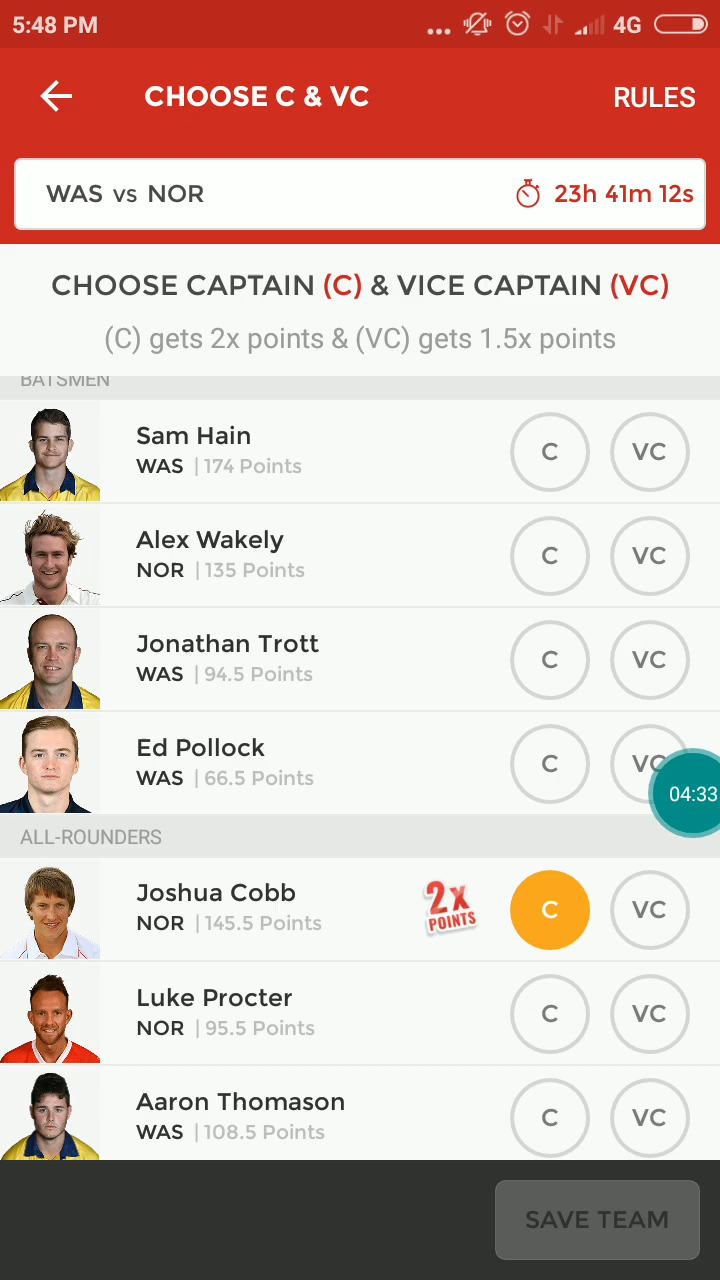 5:48 PM
4G
CHOOSE C & VC
RULES
WAS vs NOR
23h 41m 12s
CHOOSE CAPTAIN (C) & VICE CAPTAIN (VC)
(C) gets 2x points & (VC) gets 1.5x points
BATSMEN
Sam Hain
WAS | 174 Points
C
VC
Alex Wakely
NOR | 135 Points
C
VC
Jonathan Trott
WAS | 94.5 Points
C
VC
Ed Pollock
WAS | 66.5 Points
C
VC
04:33
ALL-ROUNDERS
Joshua Cobb
NOR | 145.5 Points
2x
POINTS
C
VC
Luke Procter
NOR | 95.5 Points
C
VC
Aaron Thomason
WAS | 108.5 Points
C
VC
SAVE TEAM